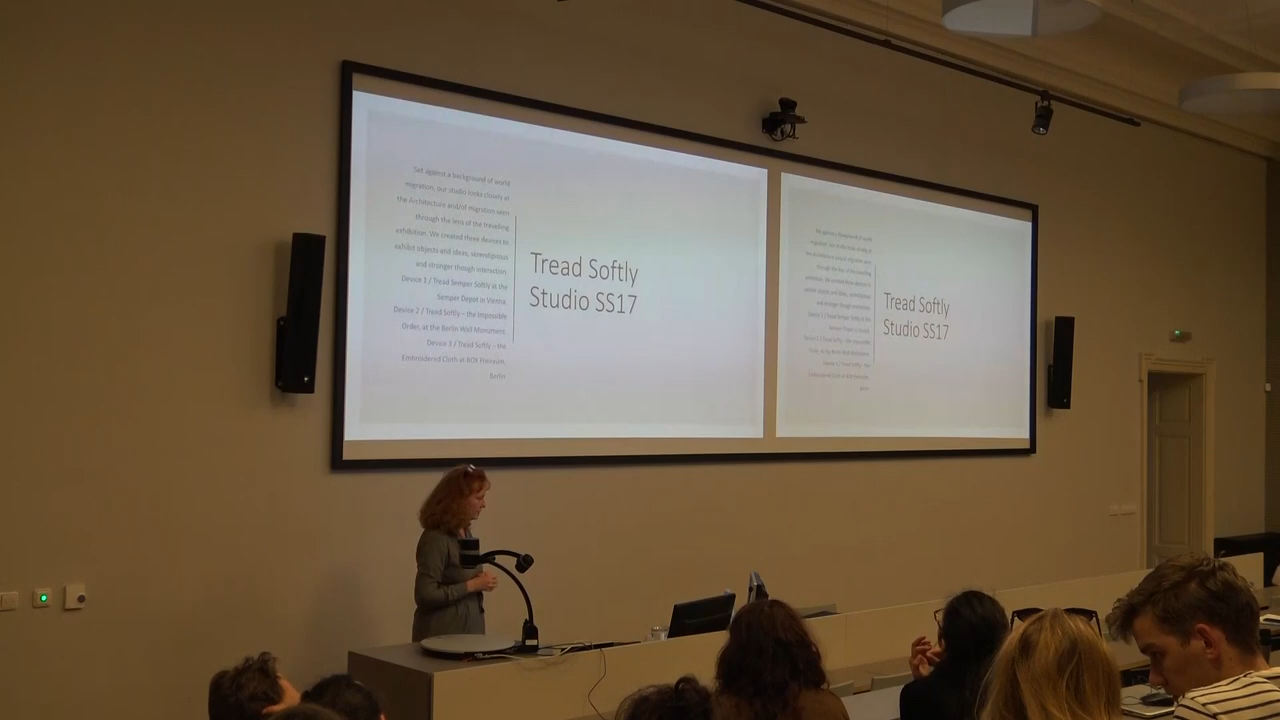 Set against a background of world
migration, our studio looks closely at
the Architecture and/of migration seen
through the lens of the travelling
exhibition. We created three devices to
exhibit objects and ideas, serendipitous
and stranger though interaction.
Device 1 / Tread Semper Softly at the
Semper Depot in Vienna.
Device 2 / Tread Softly – the Impossible
Order, at the Berlin Wall Monument.
Device 3 / Tread Softly – the
Embroidered Cloth at BOX Freiraum,
Berlin
Tread Softly
Studio SS17
Tread Softly
Studio SS17